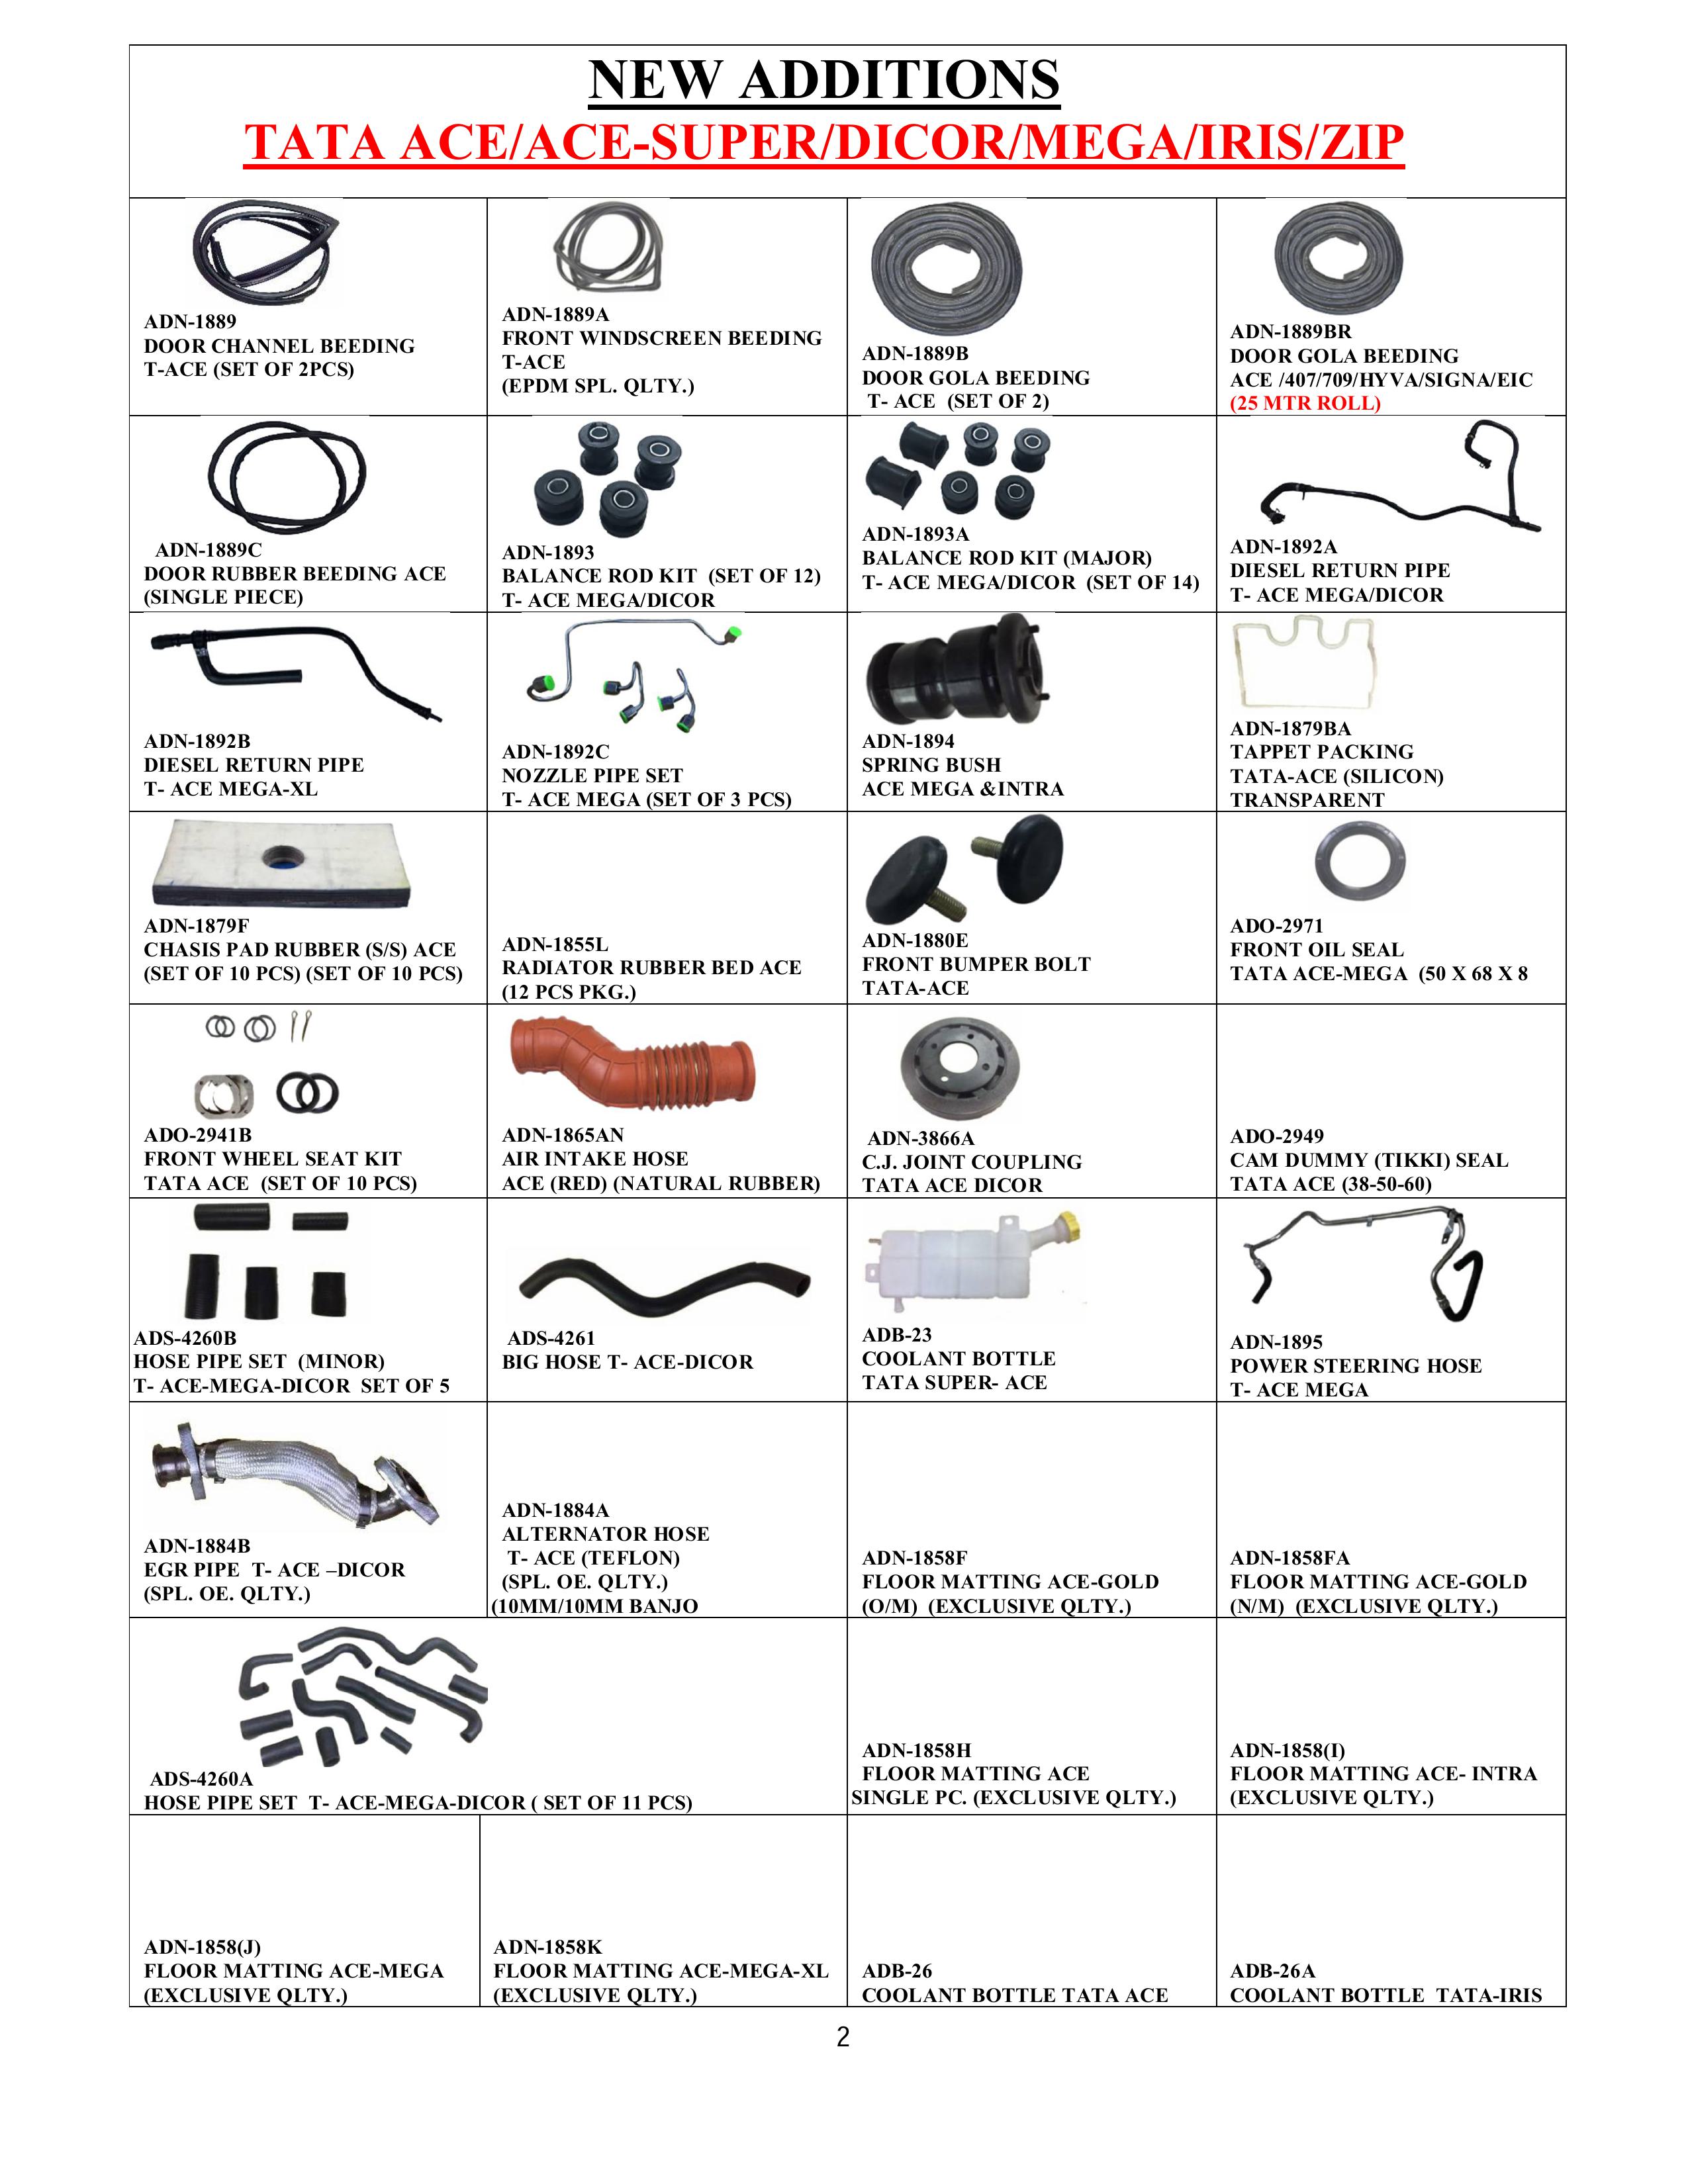 NEW ADDITIONS
TATA ACE/ACE-SUPER/DICOR/MEGA/IRIS/ZIP
ADN-1889
DOOR CHANNEL BEEDING
T-ACE (SET OF 2PCS)
ADN-1889A
FRONT WINDSCREEN BEEDING
T-ACE
(EPDM SPL. QLTY.)
ADN-1889B
DOOR GOLA BEEDING
T- ACE (SET OF 2)
ADN-1889BR
DOOR GOLA BEEDING
ACE /407/709/HYVA/SIGNA/EIC
(25 MTR ROLL)
ADN-1889C
DOOR RUBBER BEEDING ACE
(SINGLE PIECE)
ADN-1893
BALANCE ROD KIT (SET OF 12)
T- ACE MEGA/DICOR
ADN-1893A
BALANCE ROD KIT (MAJOR)
T- ACE MEGA/DICOR (SET OF 14)
ADN-1892A
DIESEL RETURN PIPE
T- ACE MEGA/DICOR
ADN-1892B
DIESEL RETURN PIPE
T- ACE MEGA-XL
ADN-1892C
NOZZLE PIPE SET
T- ACE MEGA (SET OF 3 PCS)
ADN-1894
SPRING BUSH
ACE MEGA &INTRA
ADN-1879BA
TAPPET PACKING
TATA-ACE (SILICON)
TRANSPARENT
ADN-1879F
CHASIS PAD RUBBER (S/S) ACE
(SET OF 10 PCS) (SET OF 10 PCS)
ADN-1855L
RADIATOR RUBBER BED ACE
(12 PCS PKG.)
ADN-1880E
FRONT BUMPER BOLT
TATA-ACE
ADO-2971
FRONT OIL SEAL
TATA ACE-MEGA (50 X 68 X 8
ADO-2941B
FRONT WHEEL SEAT KIT
TATA ACE (SET OF 10 PCS)
ADN-1865AN
AIR INTAKE HOSE
ACE (RED) (NATURAL RUBBER)
ADN-3866A
C.J. JOINT COUPLING
TATA ACE DICOR
ADO-2949
CAM DUMMY (TIKKI) SEAL
TATA ACE (38-50-60)
ADS-4260B
HOSE PIPE SET (MINOR)
T- ACE-MEGA-DICOR SET OF 5
ADS-4261
BIG HOSE T- ACE-DICOR
ADB-23
COOLANT BOTTLE
TATA SUPER- ACE
ADN-1895
POWER STEERING HOSE
T- ACE MEGA
ADN-1884B
EGR PIPE T- ACE –DICOR
(SPL. OE. QLTY.)
ADN-1884A
ALTERNATOR HOSE
T- ACE (TEFLON)
(SPL. OE. QLTY.)
(10MM/10MM BANJO
ADN-1858F
FLOOR MATTING ACE-GOLD
(O/M) (EXCLUSIVE QLTY.)
ADN-1858FA
FLOOR MATTING ACE-GOLD
(N/M) (EXCLUSIVE QLTY.)
ADS-4260A
HOSE PIPE SET T- ACE-MEGA-DICOR ( SET OF 11 PCS)
ADN-1858H
FLOOR MATTING ACE
SINGLE PC. (EXCLUSIVE QLTY.)
ADN-1858(I)
FLOOR MATTING ACE- INTRA
(EXCLUSIVE QLTY.)
ADN-1858(J)
FLOOR MATTING ACE-MEGA
(EXCLUSIVE QLTY.)
ADN-1858K
FLOOR MATTING ACE-MEGA-XL
(EXCLUSIVE QLTY.)
ADB-26
COOLANT BOTTLE TATA ACE
ADB-26A
COOLANT BOTTLE TATA-IRIS
2